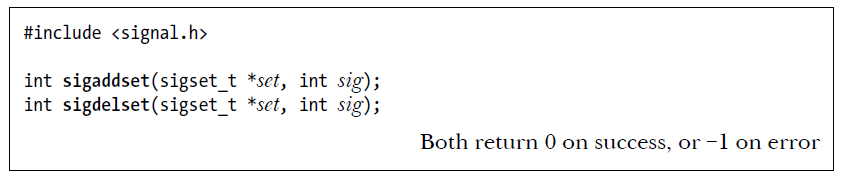 #include <signal.h>
int sigaddset(sigset_t *set, int sig);
int sigdelset(sigset_t *set, int sig);
Both return 0 on success, or −1 on error